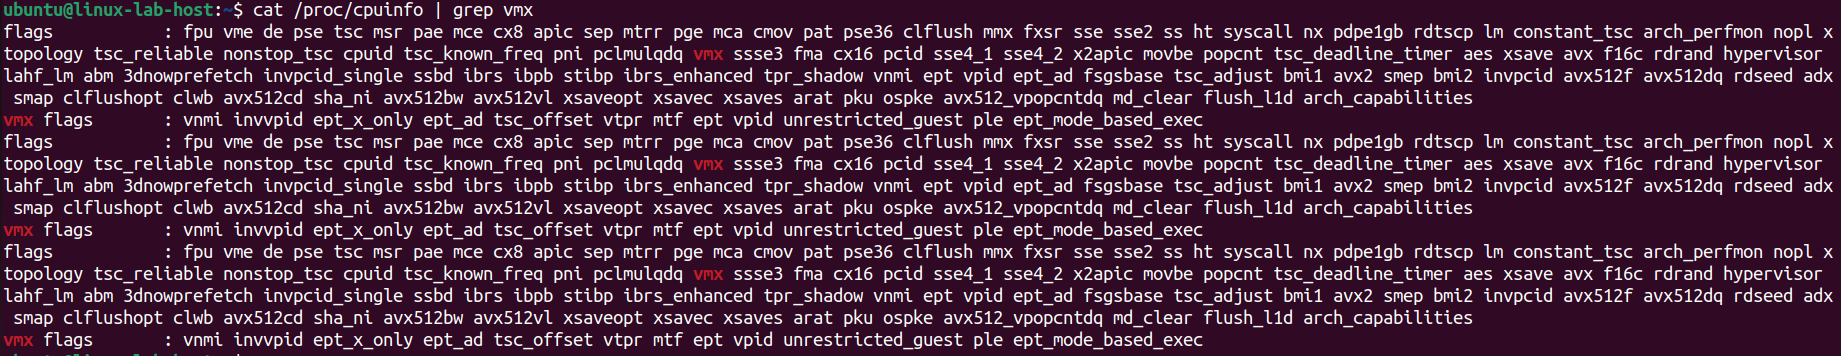 ubuntu@linux-lab-host:~$ cat /proc/cpuinfo | grep vmx
flags           : fpu vme de pse tsc msr pae mce cx8 apic sep mtrr pge mca cmov pat pse36 clflush mmx fxsr sse sse2 ss ht syscall nx pdpe1gb rdtscp lm constant_tsc arch_perfmon nopl x
topology tsc_reliable nonstop_tsc cpuid tsc_known_freq pni pclmulqdq vmx ssse3 fma cx16 pcid sse4_1 sse4_2 x2apic movbe popcnt tsc_deadline_timer aes xsave avx f16c rdrand hypervisor
lahf_lm abm 3dnowprefetch invpcid_single ssbd ibrs ibpb stibp ibrs_enhanced tpr_shadow vnmi ept vpid ept_ad fsgsbase tsc_adjust bmi1 avx2 smep bmi2 invpcid avx512f avx512dq rdseed adx
smap clflushopt clwb avx512cd sha_ni avx512bw avx512vl xsaveopt xsavec xsaves arat pku ospke avx512_vpopcntdq md_clear flush_l1d arch_capabilities
vmx flags       : vnmi invvpid ept_x_only ept_ad tsc_offset vtpr mtf ept vpid unrestricted_guest ple ept_mode_based_exec
flags           : fpu vme de pse tsc msr pae mce cx8 apic sep mtrr pge mca cmov pat pse36 clflush mmx fxsr sse sse2 ss ht syscall nx pdpe1gb rdtscp lm constant_tsc arch_perfmon nopl x
topology tsc_reliable nonstop_tsc cpuid tsc_known_freq pni pclmulqdq vmx ssse3 fma cx16 pcid sse4_1 sse4_2 x2apic movbe popcnt tsc_deadline_timer aes xsave avx f16c rdrand hypervisor
lahf_lm abm 3dnowprefetch invpcid_single ssbd ibrs ibpb stibp ibrs_enhanced tpr_shadow vnmi ept vpid ept_ad fsgsbase tsc_adjust bmi1 avx2 smep bmi2 invpcid avx512f avx512dq rdseed adx
smap clflushopt clwb avx512cd sha_ni avx512bw avx512vl xsaveopt xsavec xsaves arat pku ospke avx512_vpopcntdq md_clear flush_l1d arch_capabilities
vmx flags       : vnmi invvpid ept_x_only ept_ad tsc_offset vtpr mtf ept vpid unrestricted_guest ple ept_mode_based_exec
flags           : fpu vme de pse tsc msr pae mce cx8 apic sep mtrr pge mca cmov pat pse36 clflush mmx fxsr sse sse2 ss ht syscall nx pdpe1gb rdtscp lm constant_tsc arch_perfmon nopl x
topology tsc_reliable nonstop_tsc cpuid tsc_known_freq pni pclmulqdq vmx ssse3 fma cx16 pcid sse4_1 sse4_2 x2apic movbe popcnt tsc_deadline_timer aes xsave avx f16c rdrand hypervisor
lahf_lm abm 3dnowprefetch invpcid_single ssbd ibrs ibpb stibp ibrs_enhanced tpr_shadow vnmi ept vpid ept_ad fsgsbase tsc_adjust bmi1 avx2 smep bmi2 invpcid avx512f avx512dq rdseed adx
smap clflushopt clwb avx512cd sha_ni avx512bw avx512vl xsaveopt xsavec xsaves arat pku ospke avx512_vpopcntdq md_clear flush_l1d arch_capabilities
vmx flags       : vnmi invvpid ept_x_only ept_ad tsc_offset vtpr mtf ept vpid unrestricted_guest ple ept_mode_based_exec